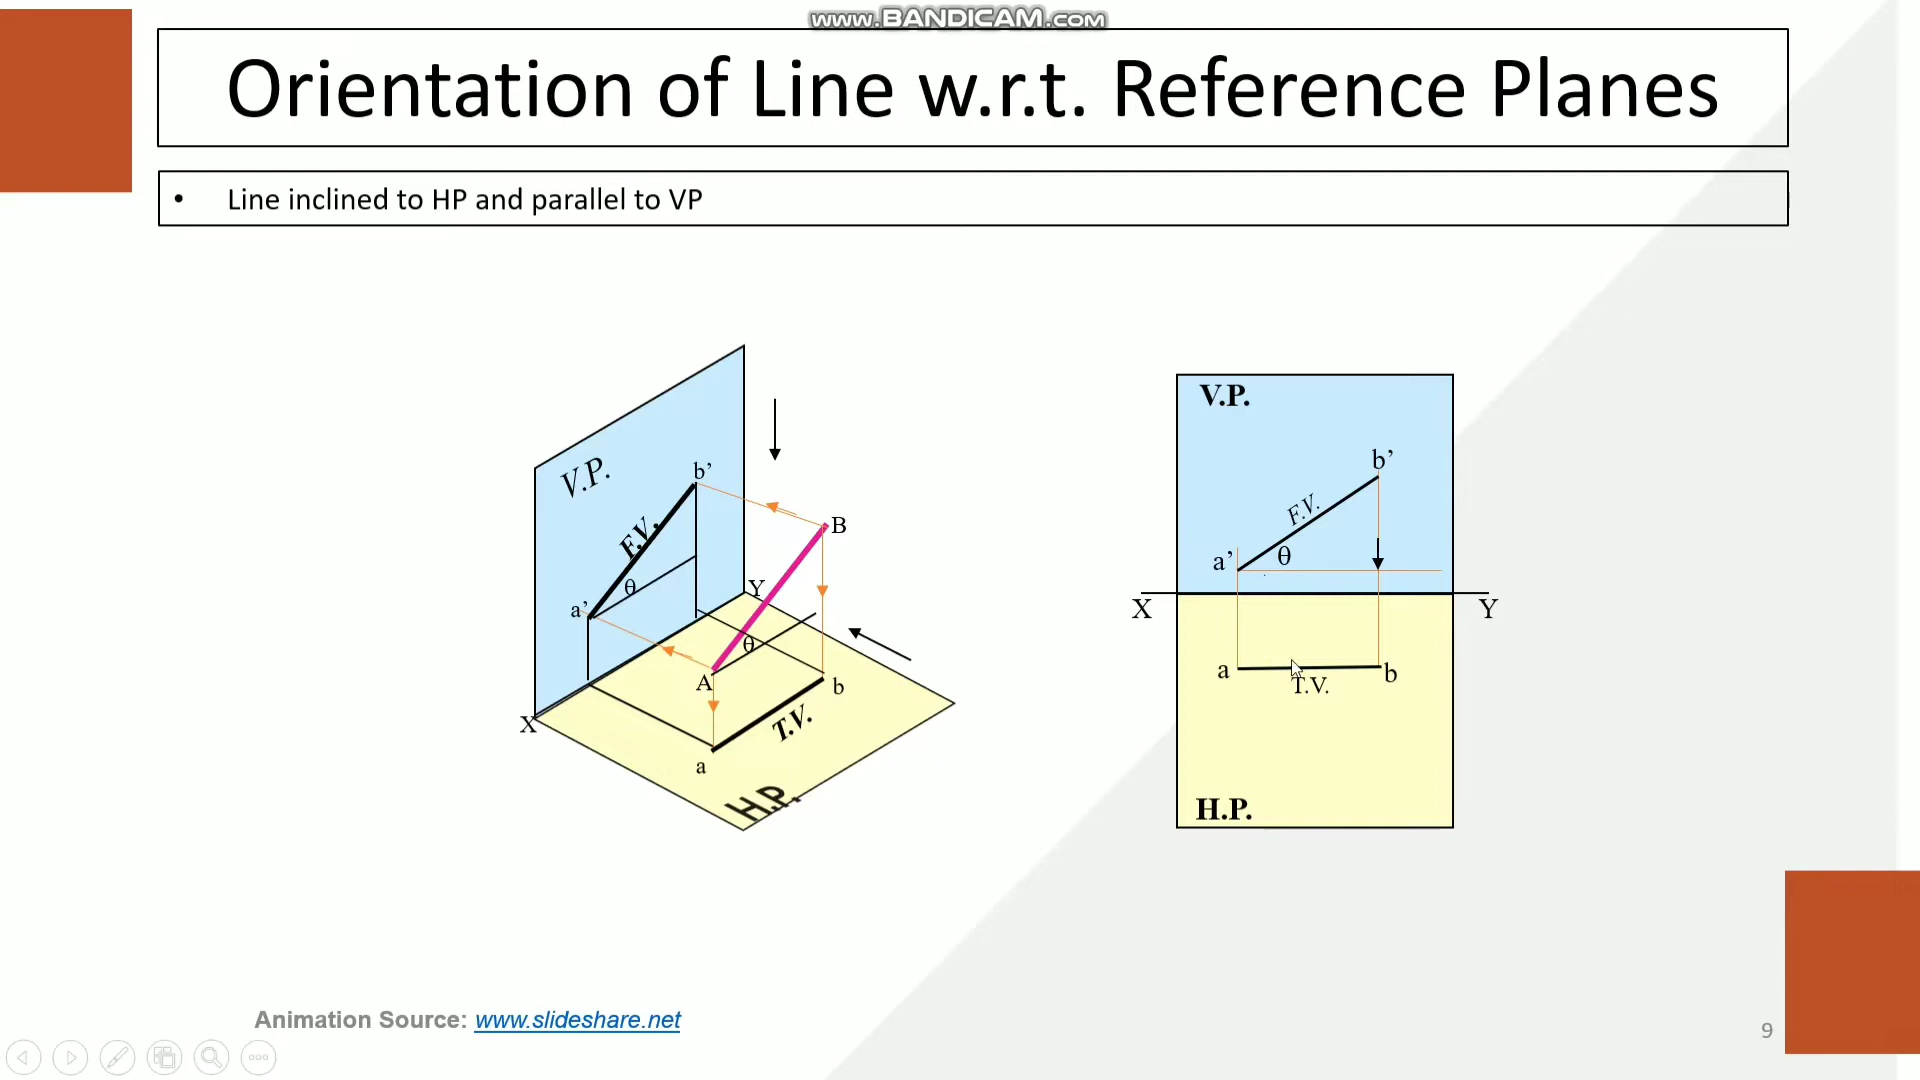 www.BANDICAM.com
Orientation of Line w.r.t. Reference Planes
• Line inclined to HP and parallel to VP
V.P.
b’
F.V.
θ
a’
B
Y
θ
A
b
T.V.
X
a
H.P.
V.P.
b’
F.V.
a’
θ
X
Y
a
b
T.V.
H.P.
Animation Source: www.slideshare.net
9